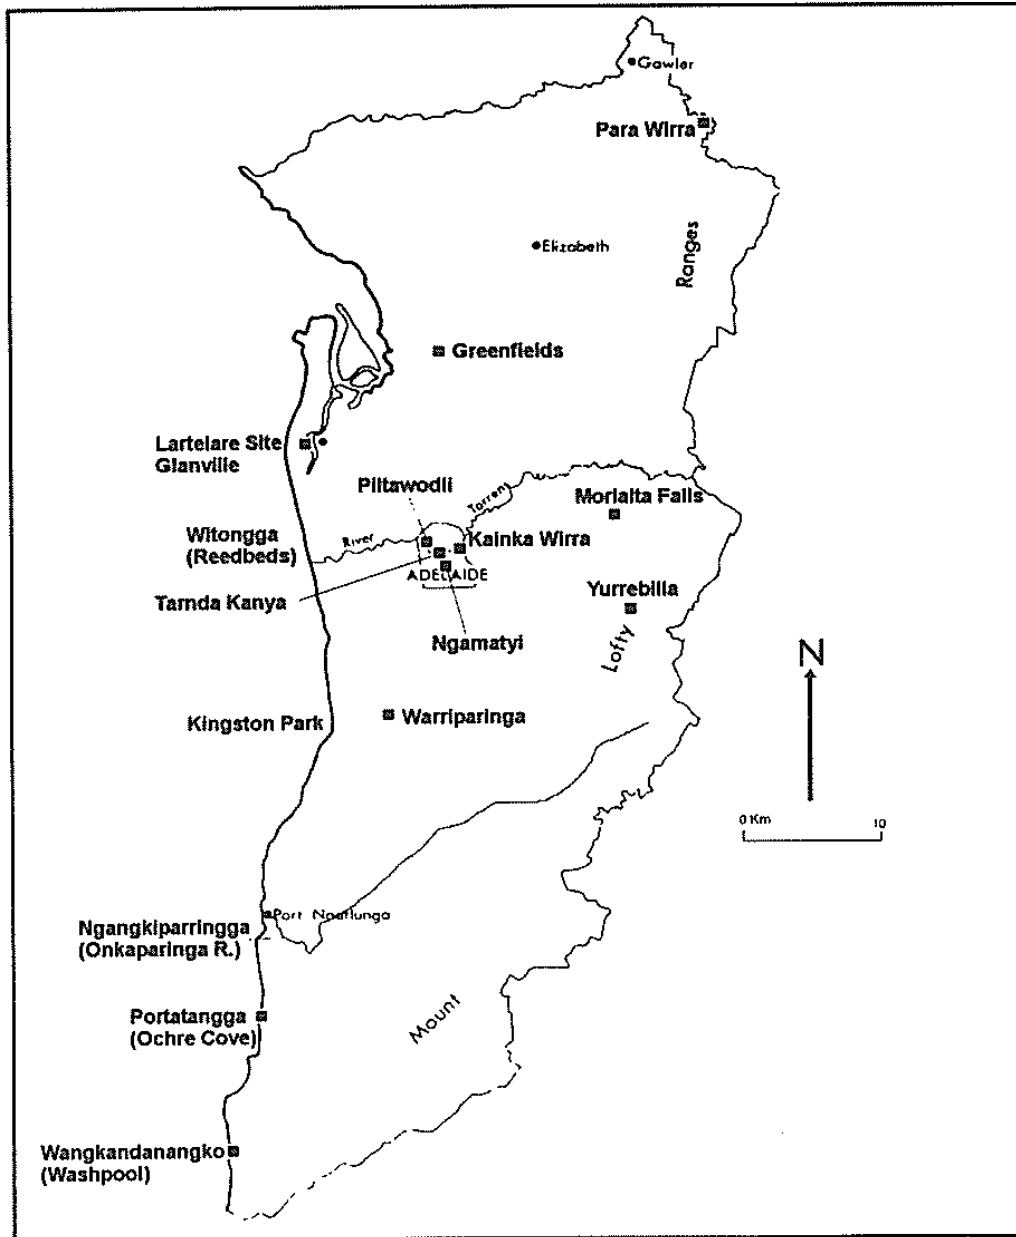 Gawler
Para Wirra
Elizabeth
Ranges
Greenfields
Lartelare Site
Glanville
Piltawodli
Torrens
Morialta Falls
Witongga
(Reedbeds)
River
Kainka Wirra
ADELAIDE
Tarnda Kanya
Yurrebilla
Ngamatyi
Lofty
N
Kingston Park
Warriparinga
0 Km
10
Port Noarlunga
Ngangkiparringga
(Onkaparinga R.)
Portatangga
(Ochre Cove)
Mount
Wangkandanangko
(Washpool)